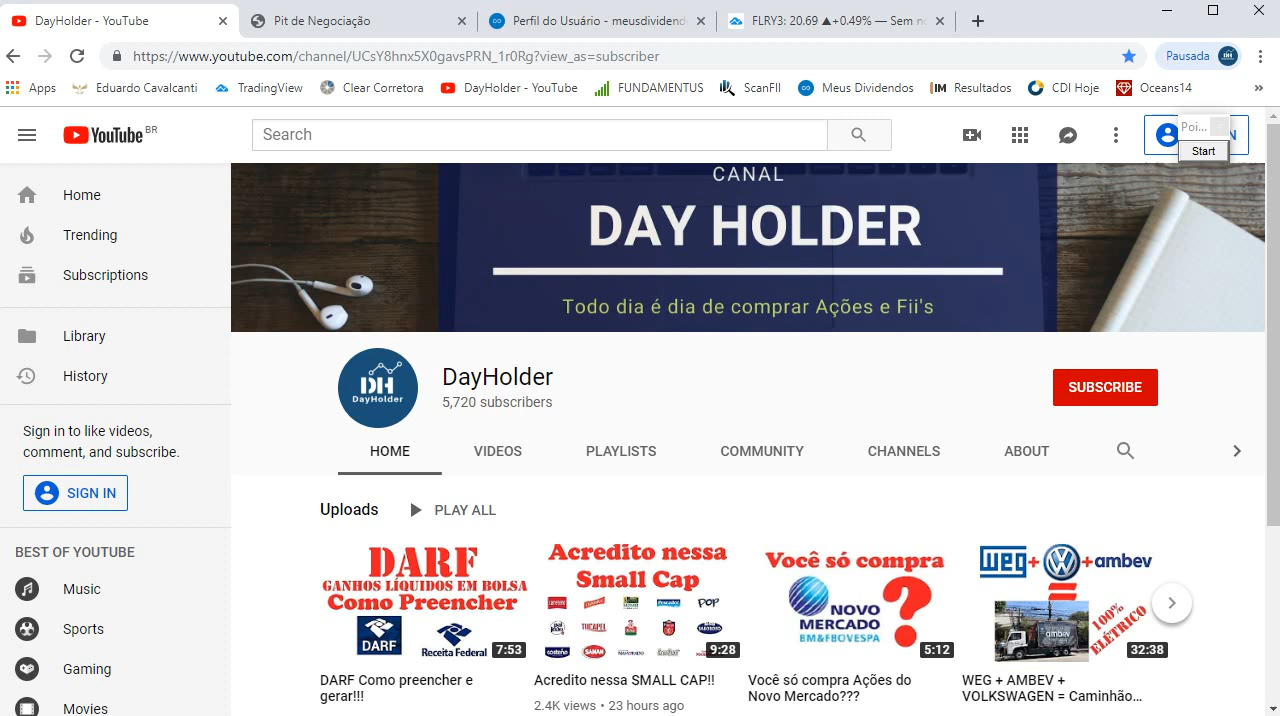 DayHolder - YouTube
Pit de Negociação
Perfil do Usuário - meusdividend
FLRY3: 20.69 ▲+0.49% — Sem no
https://www.youtube.com/channel/UCsY8hnx5X0gavsPRN_1r0Rg?view_as=subscriber
Pausada
Apps
Eduardo Cavalcanti
TradingView
Clear Corretor
DayHolder - YouTube
FUNDAMENTUS
ScanFII
Meus Dividendos
IM Resultados
CDI Hoje
Oceans14
YouTube BR
Search
Poi...
Start
N
Home
Trending
Subscriptions
Library
History
Sign in to like videos,
comment, and subscribe.
SIGN IN
BEST OF YOUTUBE
Music
Sports
Gaming
Movies
CANAL
DAY HOLDER
Todo dia é dia de comprar Ações e Fii's
DH
DayHolder
DayHolder
5,720 subscribers
SUBSCRIBE
HOME
VIDEOS
PLAYLISTS
COMMUNITY
CHANNELS
ABOUT
Uploads
PLAY ALL
DARF
GANHOS LÍQUIDOS EM BOLSA
Como Preencher
DARF
Receita Federal
7:53
DARF Como preencher e
gerar!!!
Acredito nessa
Small Cap
POP
9:28
Acredito nessa SMALL CAP!!
2.4K views • 23 hours ago
Você só compra
NOVO
MERCADO
BM&FBOVESPA
?
5:12
Você só compra Ações do
Novo Mercado???
WEG + + ambev
100%
ELÉTRICO
ambev
32:38
WEG + AMBEV +
VOLKSWAGEN = Caminhão...